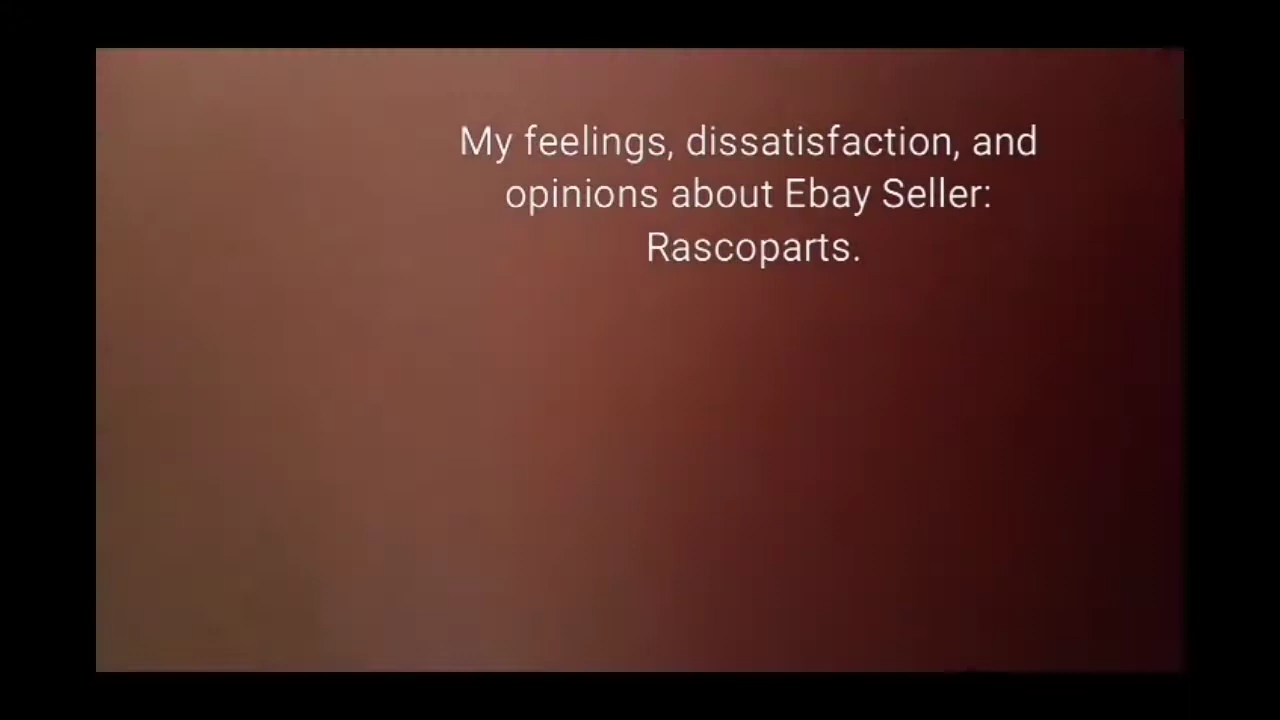 My feelings, dissatisfaction, and
opinions about Ebay Seller:
Rascoparts.